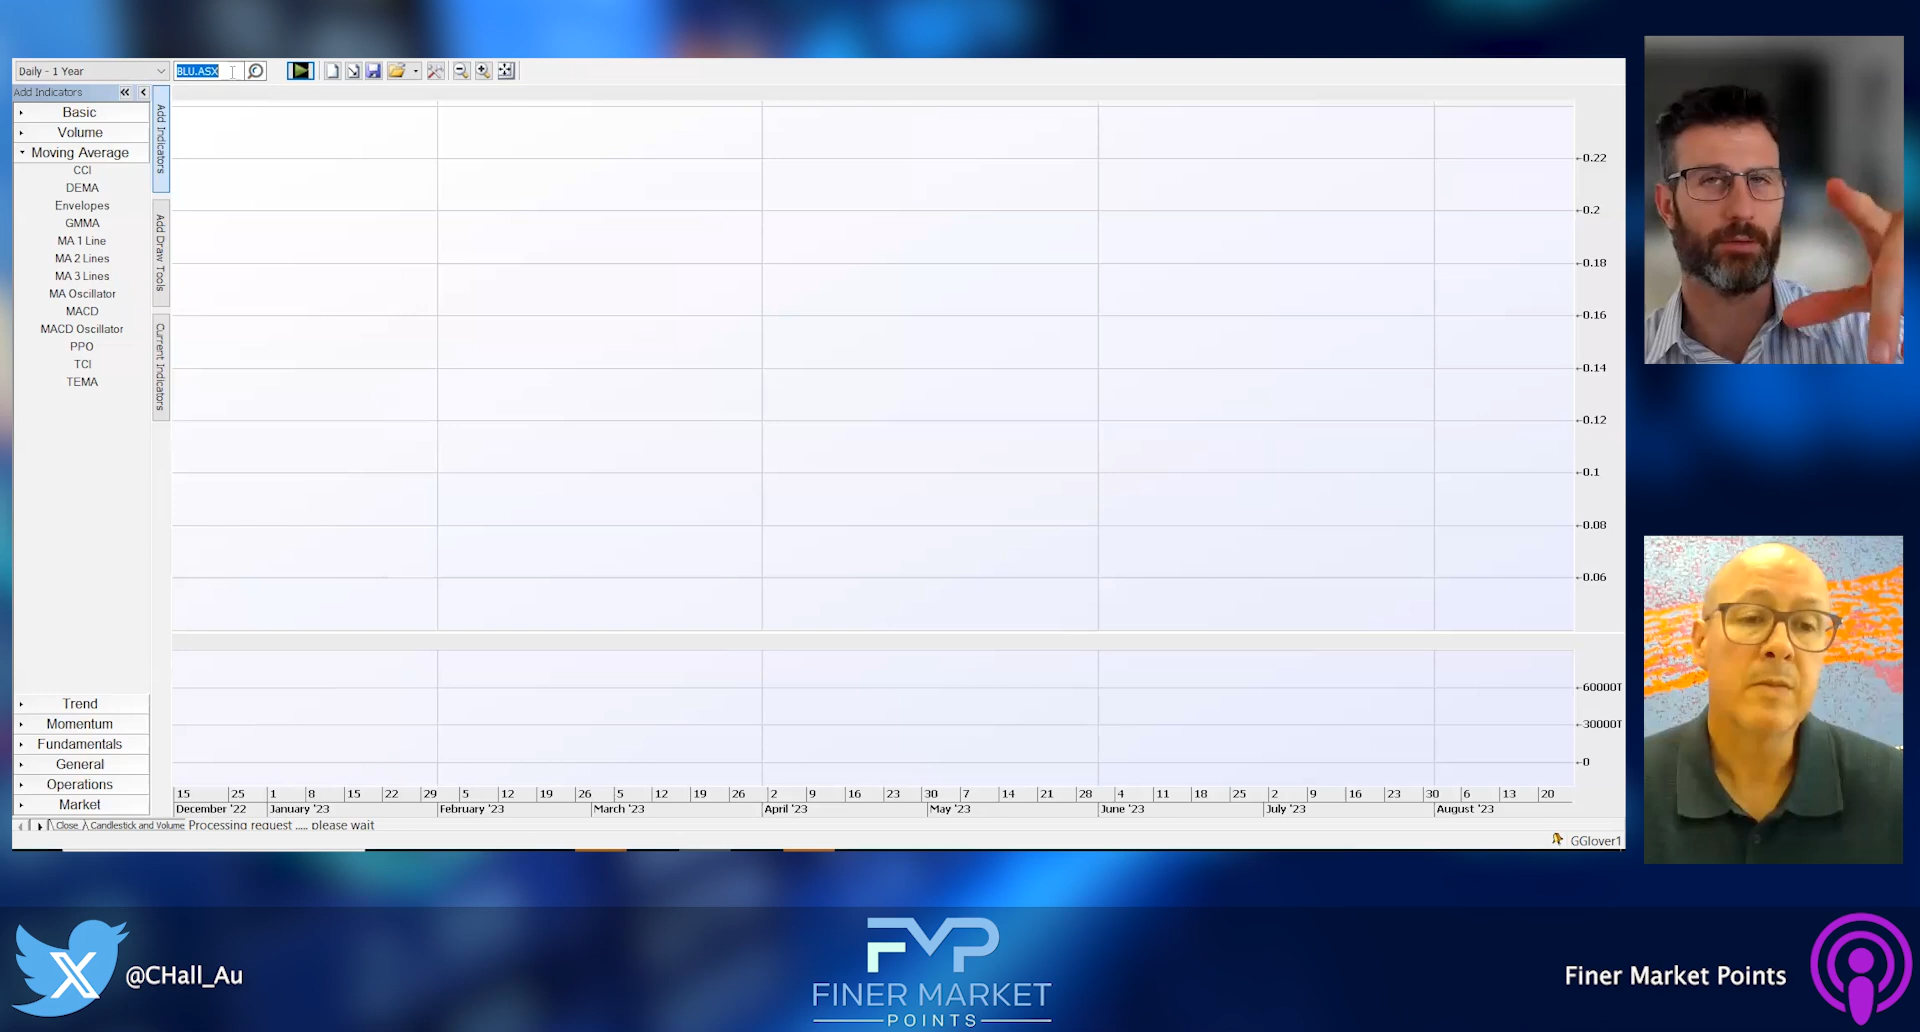 Daily - 1 Year
BLU.ASX
Add Indicators
Basic
Volume
Moving Average
CCI
DEMA
Envelopes
GMMA
MA 1 Line
MA 2 Lines
MA 3 Lines
MA Oscillator
MACD
MACD Oscillator
PPO
TCI
TEMA
Trend
Momentum
Fundamentals
General
Operations
Market
Add Indicators
Add Draw Tools
Current Indicators
0.22
0.2
0.18
0.16
0.14
0.12
0.1
0.08
0.06
60000T
30000T
0
15 25 1 8 15 22 29 5 12 19 26 5 12 19 26 2 9 16 23 30 7 14 21 28 4 11 18 25 2 9 16 23 30 6 13 20
December '22 January '23 February '23 March '23 April '23 May '23 June '23 July '23 August '23
Close Candlestick and Volume Processing request ..... please wait
GGlover1
@CHall_Au
FMP
FINER MARKET
POINTS
Finer Market Points